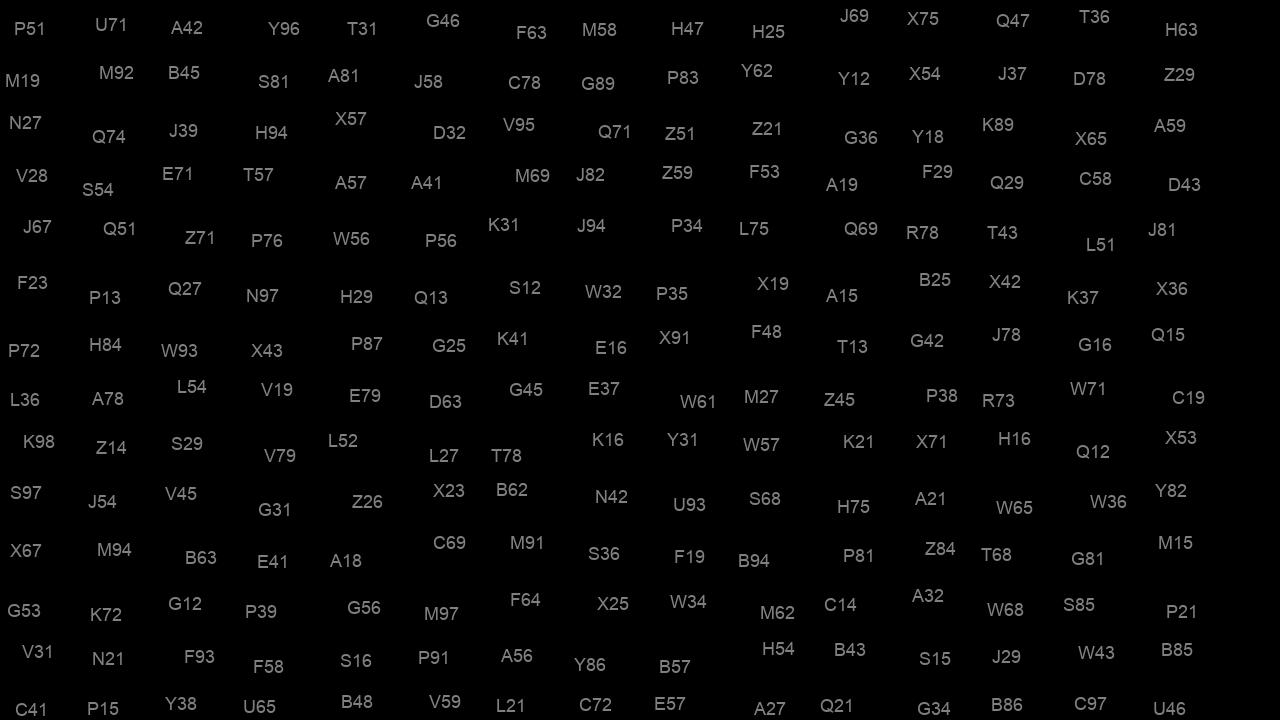 P51 U71 A42 Y96 T31 G46 F63 M58 H47 H25 J69 X75 Q47 T36 H63
M19 M92 B45 S81 A81 J58 C78 G89 P83 Y62 Y12 X54 J37 D78 Z29
N27 Q74 J39 H94 X57 D32 V95 Q71 Z51 Z21 G36 Y18 K89 X65 A59
V28 S54 E71 T57 A57 A41 M69 J82 Z59 F53 A19 F29 Q29 C58 D43
J67 Q51 Z71 P76 W56 P56 K31 J94 P34 L75 Q69 R78 T43 L51 J81
F23 P13 Q27 N97 H29 Q13 S12 W32 P35 X19 A15 B25 X42 K37 X36
P72 H84 W93 X43 P87 G25 K41 E16 X91 F48 T13 G42 J78 G16 Q15
L36 A78 L54 V19 E79 D63 G45 E37 W61 M27 Z45 P38 R73 W71 C19
K98 Z14 S29 V79 L52 L27 T78 K16 Y31 W57 K21 X71 H16 Q12 X53
S97 J54 V45 G31 Z26 X23 B62 N42 U93 S68 H75 A21 W65 W36 Y82
X67 M94 B63 E41 A18 C69 M91 S36 F19 B94 P81 Z84 T68 G81 M15
G53 K72 G12 P39 G56 M97 F64 X25 W34 M62 C14 A32 W68 S85 P21
V31 N21 F93 F58 S16 P91 A56 Y86 B57 H54 B43 S15 J29 W43 B85
C41 P15 Y38 U65 B48 V59 L21 C72 E57 A27 Q21 G34 B86 C97 U46